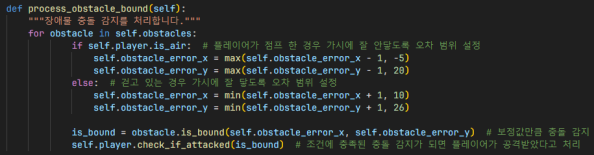 def process_obstacle_bound(self):
    """장애물 충돌 감지를 처리합니다."""
    for obstacle in self.obstacles:
        if self.player.is_air:  # 플레이어가 점프 한 경우 가시에 잘 안닿도록 오차 범위 설정
            self.obstacle_error_x = max(self.obstacle_error_x - 1, -5)
            self.obstacle_error_y = max(self.obstacle_error_y - 1, 20)
        else:  # 걷고 있는 경우 가시에 잘 닿도록 오차 범위 설정
            self.obstacle_error_x = min(self.obstacle_error_x + 1, 10)
            self.obstacle_error_y = min(self.obstacle_error_y + 1, 26)

        is_bound = obstacle.is_bound(self.obstacle_error_x, self.obstacle_error_y)  # 보정값만큼 충돌 감지
        self.player.check_if_attacked(is_bound)  # 조건에 충족된 충돌 감지가 되면 플레이어가 공격받았다고 처리